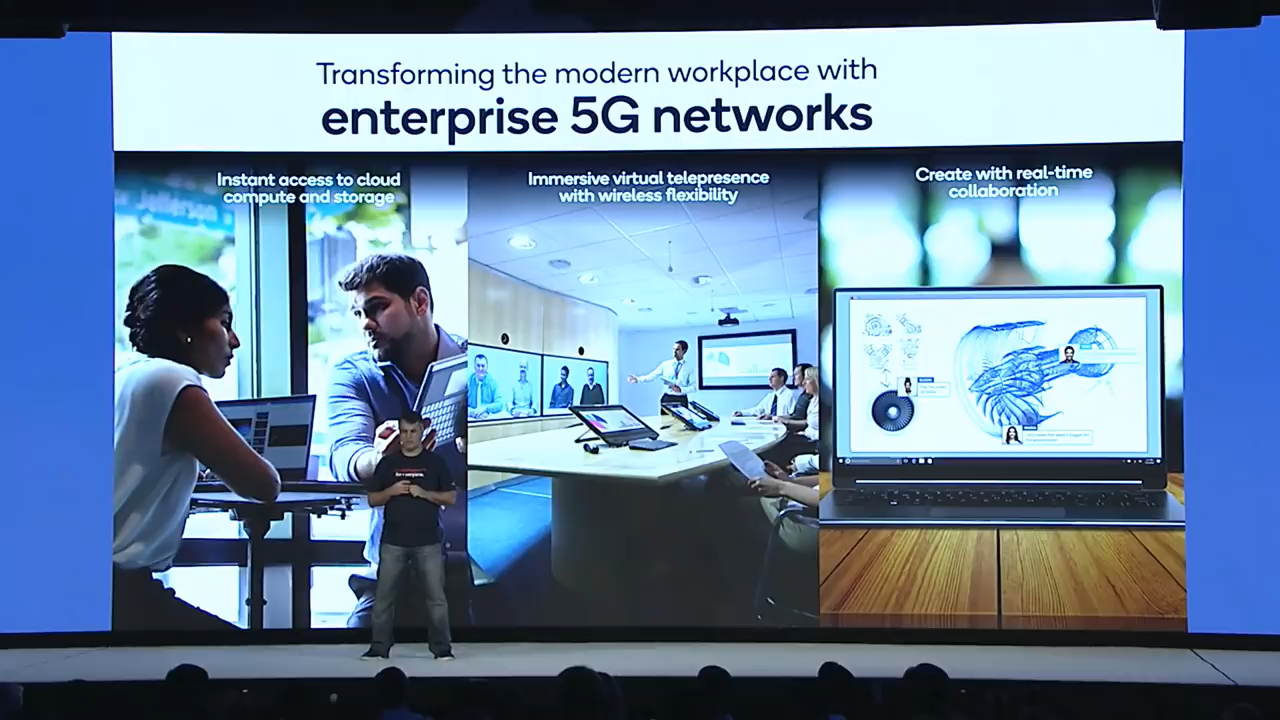 Transforming the modern workplace with
enterprise 5G networks
Instant access to cloud
compute and storage
Immersive virtual telepresence
with wireless flexibility
Create with real-time
collaboration
Jefferson